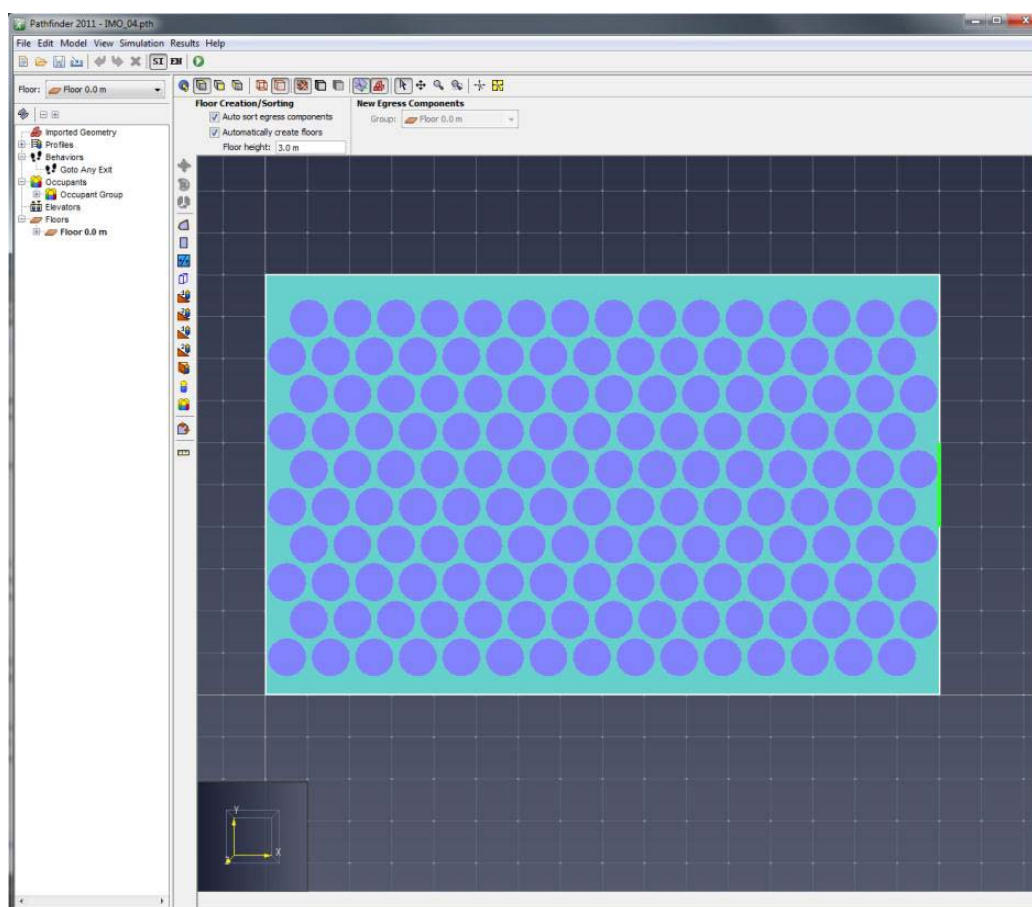 Pathfinder 2011 - IMO_04.pth
File Edit Model View Simulation Results Help
SI EN
Floor: Floor 0.0 m
Floor Creation/Sorting
Auto sort egress components
Automatically create floors
Floor height: 3.0 m
New Egress Components
Group: Floor 0.0 m
Imported Geometry
Profiles
Behaviors
Goto Any Exit
Occupants
Occupant Group
Elevators
Floors
Floor 0.0 m
Y
X